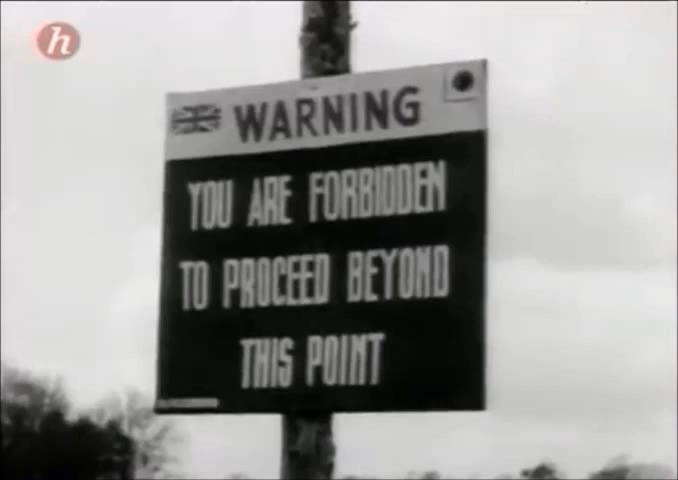 h
WARNING
YOU ARE FORBIDDEN
TO PROCEED BEYOND
THIS POINT